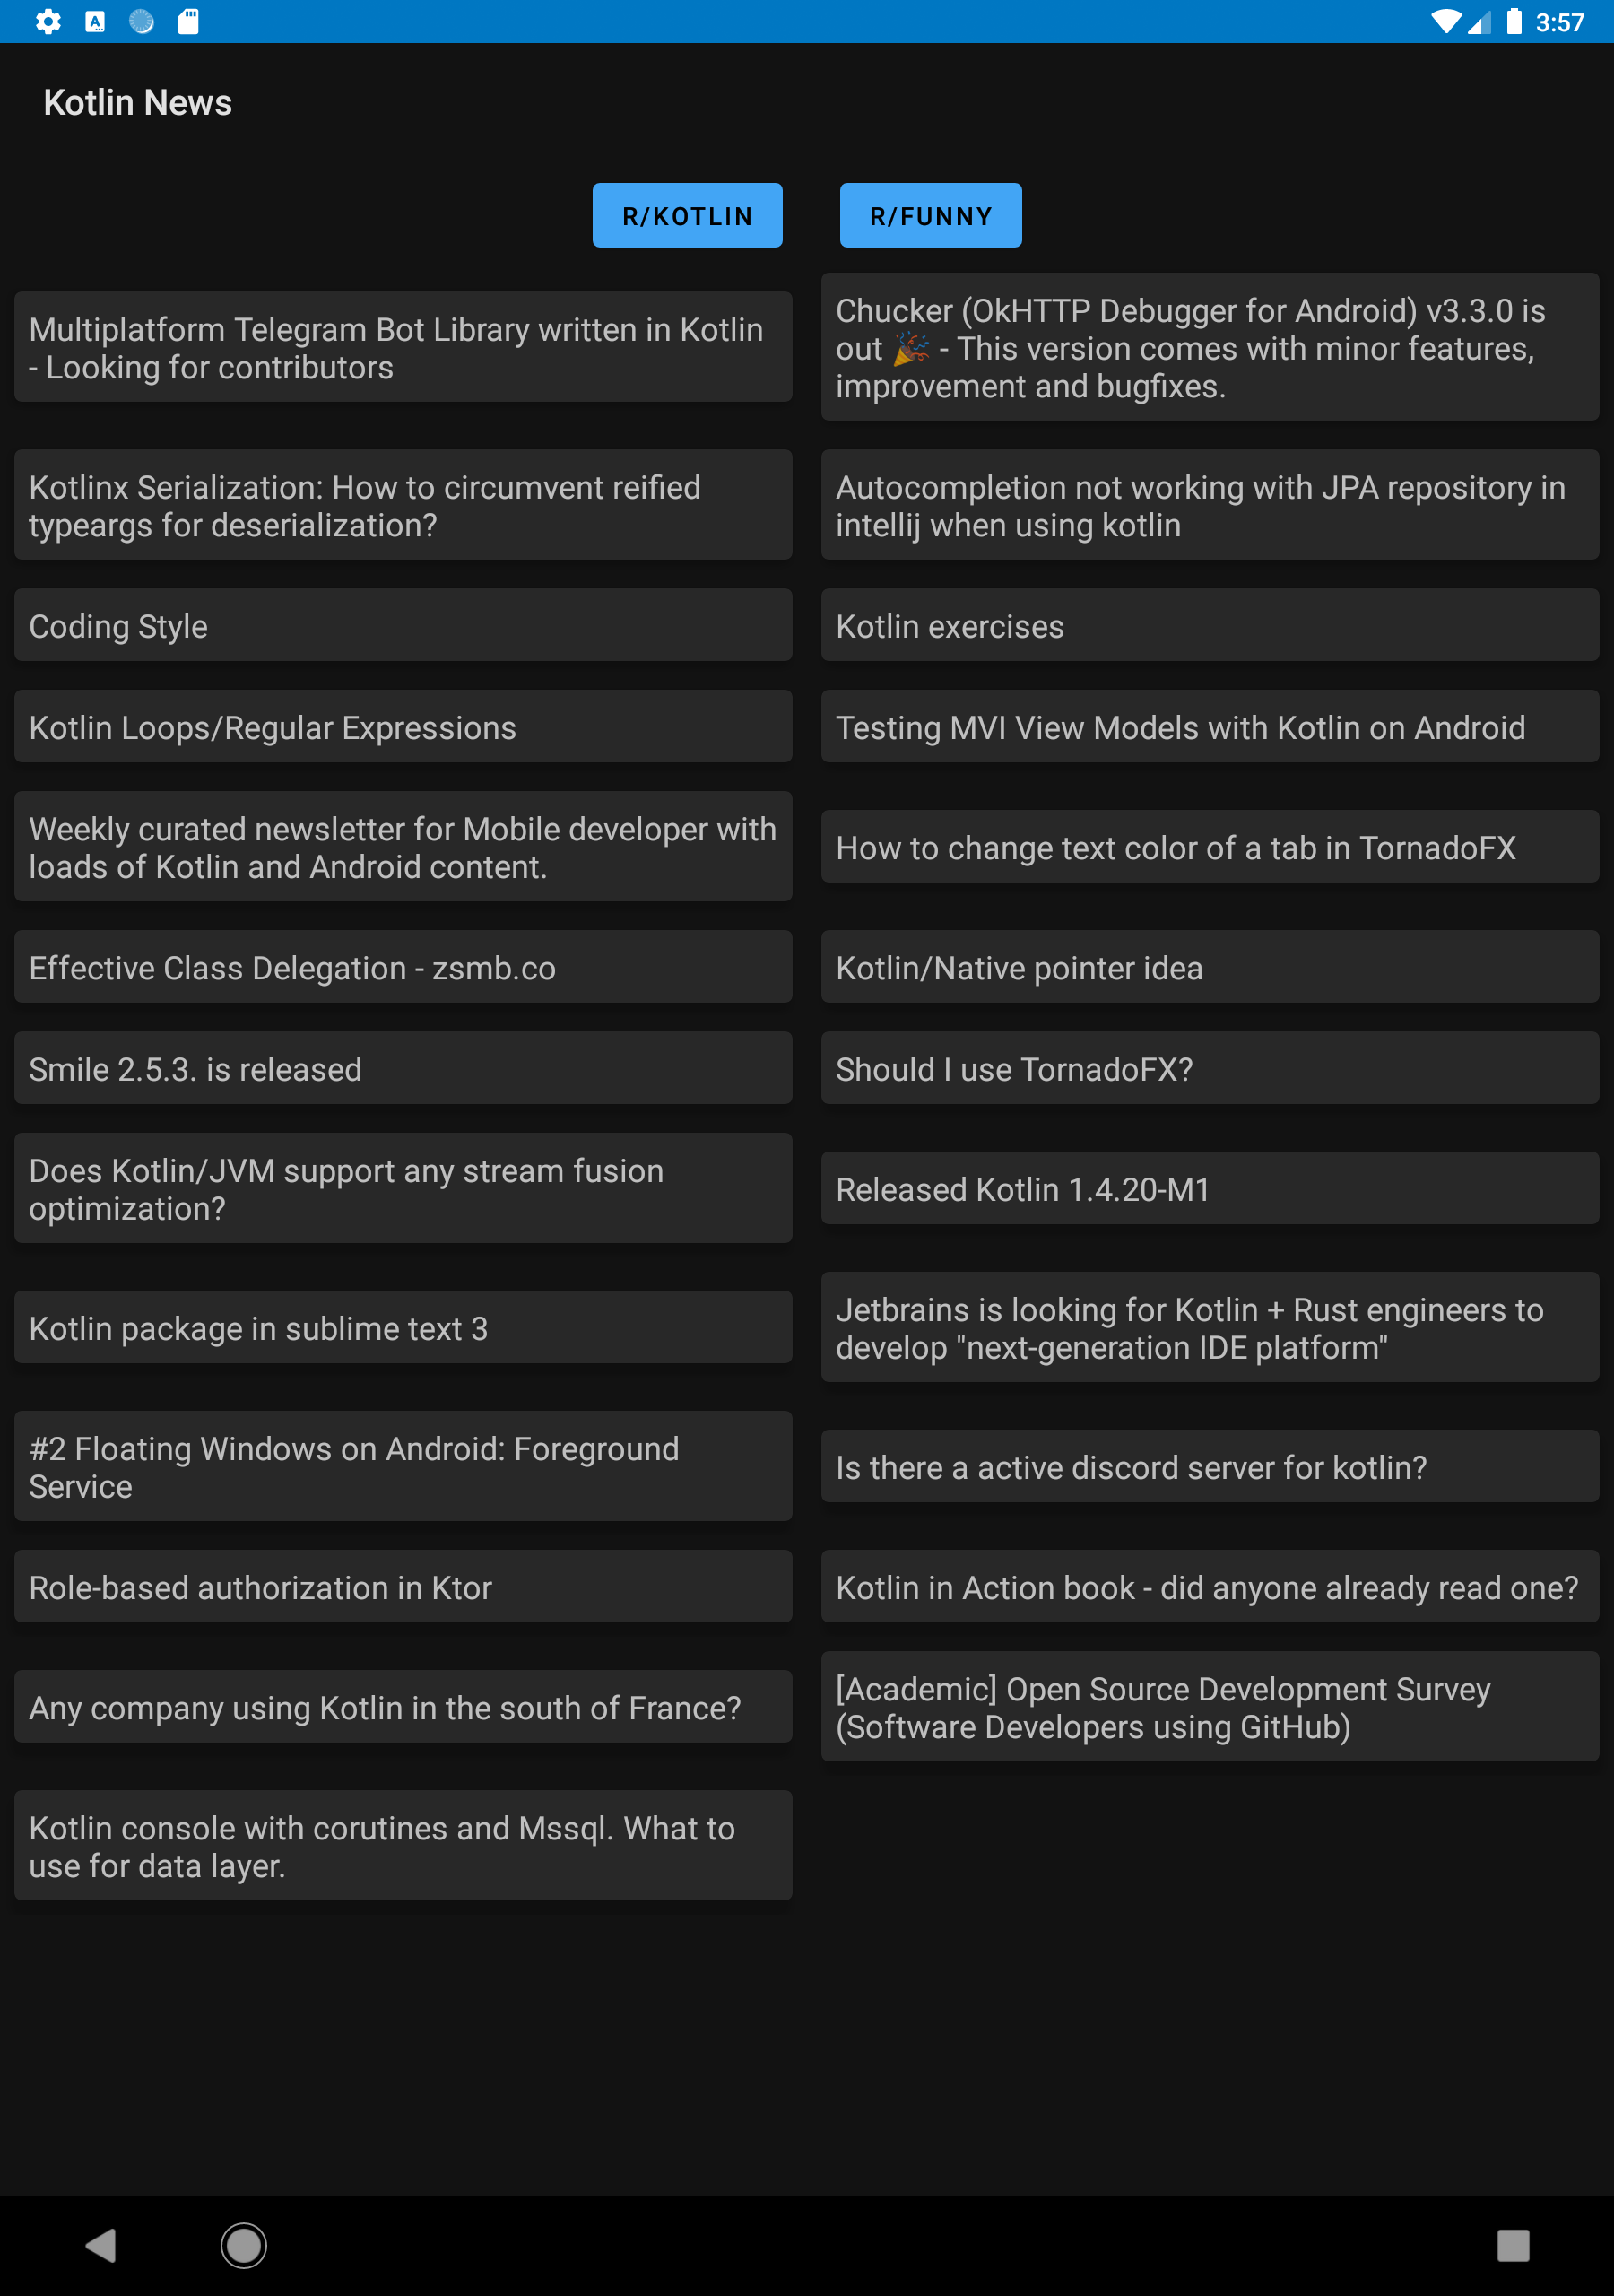 3:57
Kotlin News
R/KOTLIN
R/FUNNY
Multiplatform Telegram Bot Library written in Kotlin
- Looking for contributors
Chucker (OkHTTP Debugger for Android) v3.3.0 is
out 🎉 - This version comes with minor features,
improvement and bugfixes.
Kotlinx Serialization: How to circumvent reified
typeargs for deserialization?
Autocompletion not working with JPA repository in
intellij when using kotlin
Coding Style
Kotlin exercises
Kotlin Loops/Regular Expressions
Testing MVI View Models with Kotlin on Android
Weekly curated newsletter for Mobile developer with
loads of Kotlin and Android content.
How to change text color of a tab in TornadoFX
Effective Class Delegation - zsmb.co
Kotlin/Native pointer idea
Smile 2.5.3. is released
Should I use TornadoFX?
Does Kotlin/JVM support any stream fusion
optimization?
Released Kotlin 1.4.20-M1
Kotlin package in sublime text 3
Jetbrains is looking for Kotlin + Rust engineers to
develop "next-generation IDE platform"
#2 Floating Windows on Android: Foreground
Service
Is there a active discord server for kotlin?
Role-based authorization in Ktor
Kotlin in Action book - did anyone already read one?
Any company using Kotlin in the south of France?
[Academic] Open Source Development Survey
(Software Developers using GitHub)
Kotlin console with corutines and Mssql. What to
use for data layer.